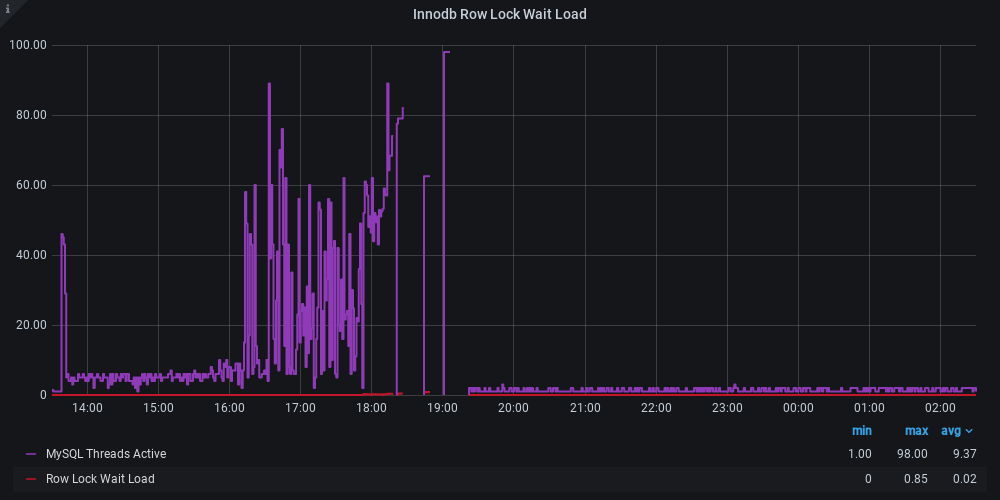 i
Innodb Row Lock Wait Load
100.00
80.00
60.00
40.00
20.00
0
14:00 15:00 16:00 17:00 18:00 19:00 20:00 21:00 22:00 23:00 00:00 01:00 02:00
min max avg
MySQL Threads Active 1.00 98.00 9.37
Row Lock Wait Load 0 0.85 0.02